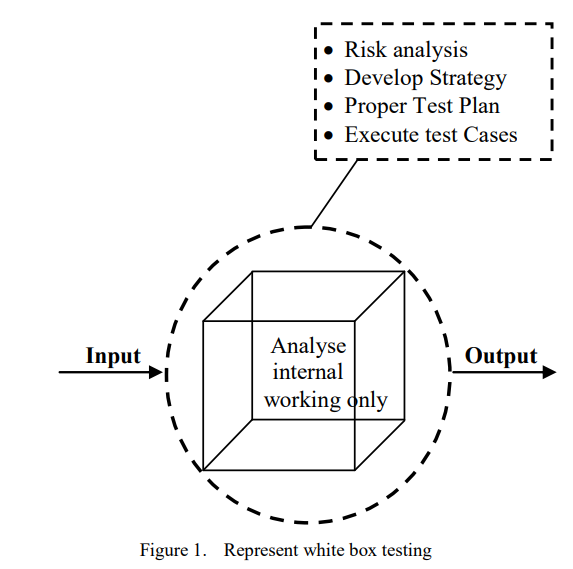 • Risk analysis
• Develop Strategy
• Proper Test Plan
• Execute test Cases
Input
Analyse
internal
working only
Output
Figure 1. Represent white box testing